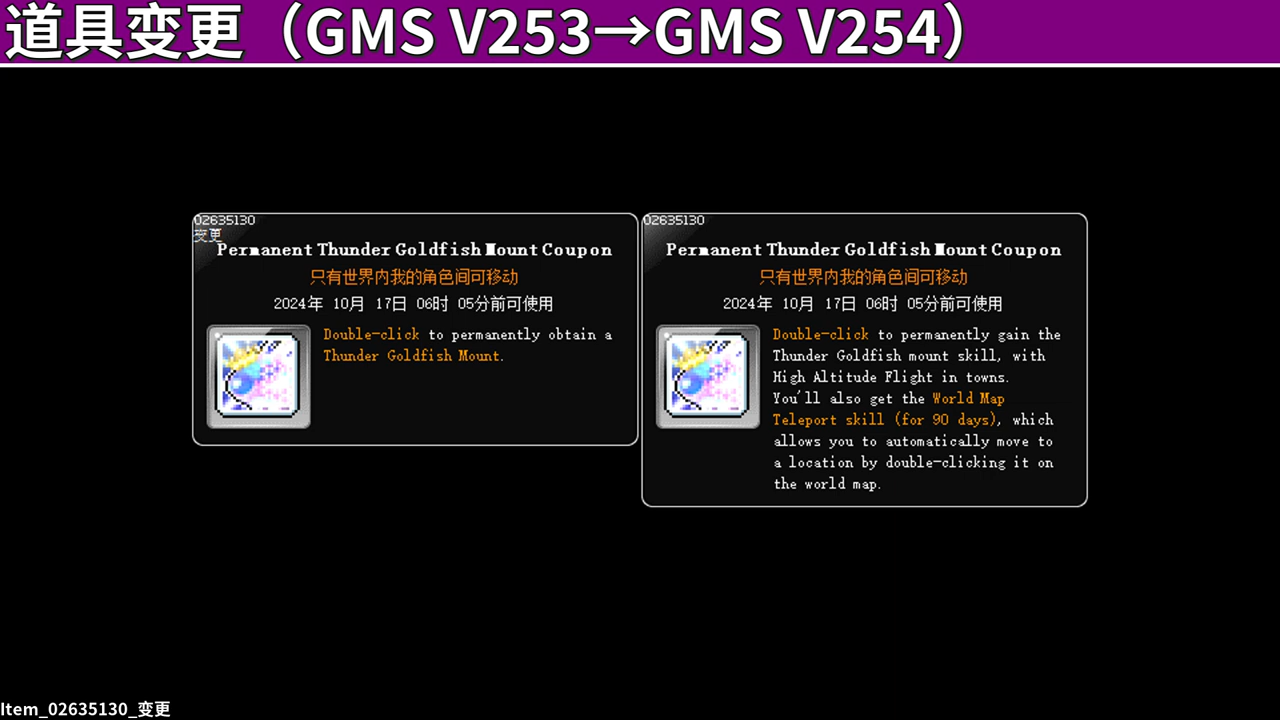 道具变更（GMS V253→GMS V254）
02635130
变更
Permanent Thunder Goldfish Mount Coupon
只有世界内我的角色间可移动
2024年 10月 17日 06时 05分前可使用
Double-click to permanently obtain a
Thunder Goldfish Mount.
02635130
Permanent Thunder Goldfish Mount Coupon
只有世界内我的角色间可移动
2024年 10月 17日 06时 05分前可使用
Double-click to permanently gain the
Thunder Goldfish mount skill, with
High Altitude Flight in towns.
You'll also get the World Map
Teleport skill (for 90 days), which
allows you to automatically move to
a location by double-clicking it on
the world map.
Item_02635130_变更